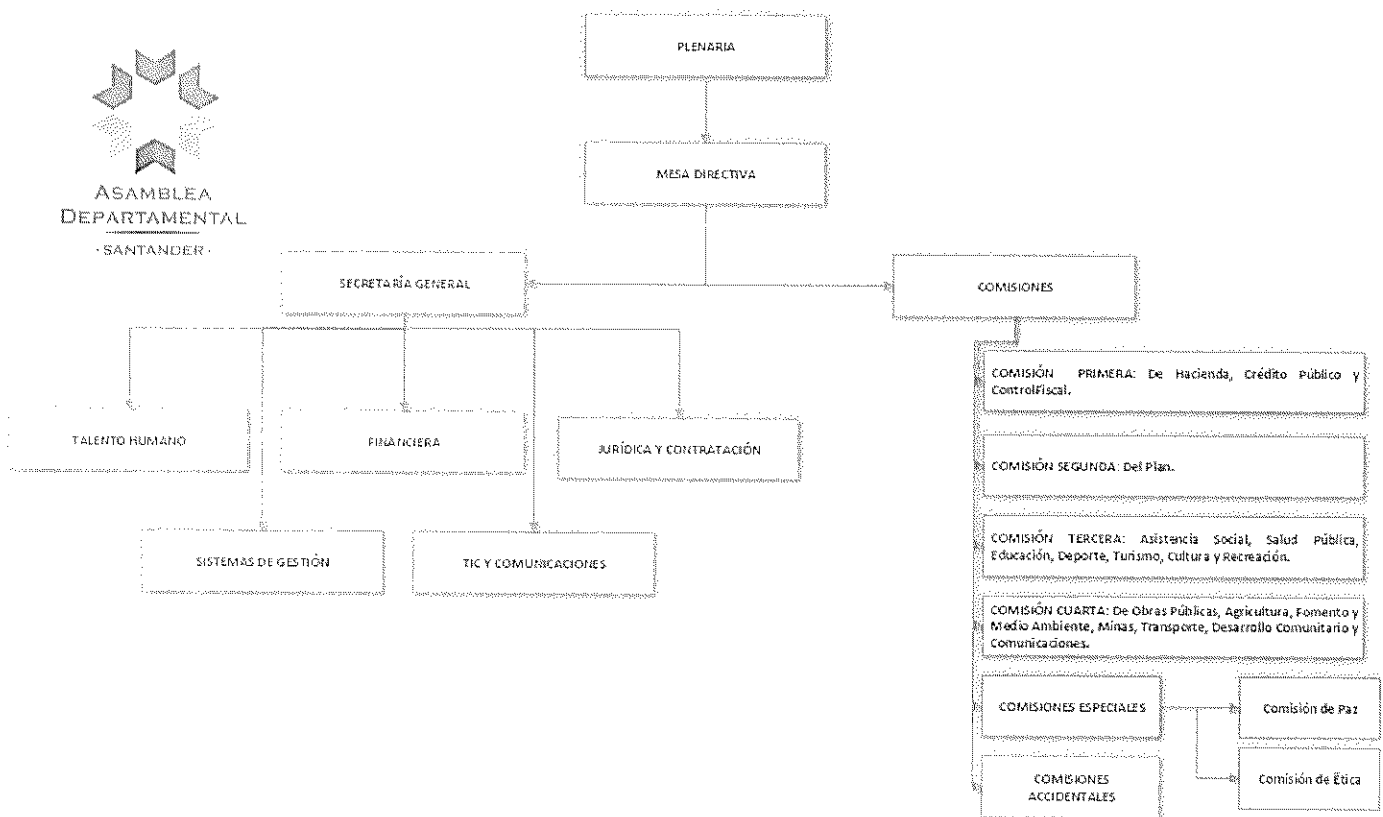 PLENARIA
MESA DIRECTIVA
ASAMBLEA
DEPARTAMENTAL
·SANTANDER·
SECRETARÍA GENERAL
COMISIONES
TALENTO HUMANO
FINANCIERA
JURÍDICA Y CONTRATACIÓN
SISTEMAS DE GESTIÓN
TIC Y COMUNICACIONES
COMISIÓN PRIMERA: De Hacienda, Crédito Público y
ControlFiscal.
COMISIÓN SEGUNDA: Del Plan.
COMISIÓN TERCERA: Asistencia Social, Salud Pública,
Educación, Deporte, Turismo, Cultura y Recreación.
COMISIÓN CUARTA: De Obras Públicas, Agricultura, Fomento y
Medio Ambiente, Minas, Transporte, Desarrollo Comunitario y
Comunicaciones.
COMISIONES ESPECIALES
Comisión de Paz
Comisión de Ética
COMISIONES
ACCIDENTALES